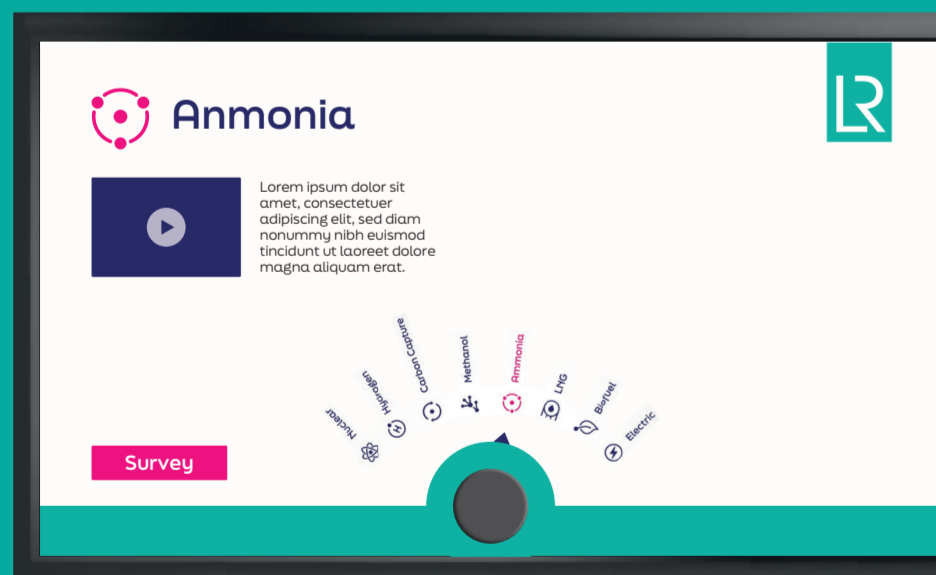 Anmonia
LR
Lorem ipsum dolor sit
amet, consectetuer
adipiscing elit, sed diam
nonummy nibh euismod
tincidunt ut laoreet dolore
magna aliquam erat.
Nuclear
Hydrogen
Carbon Capture
Methanol
Ammonia
LNG
Biofuel
Electric
Survey